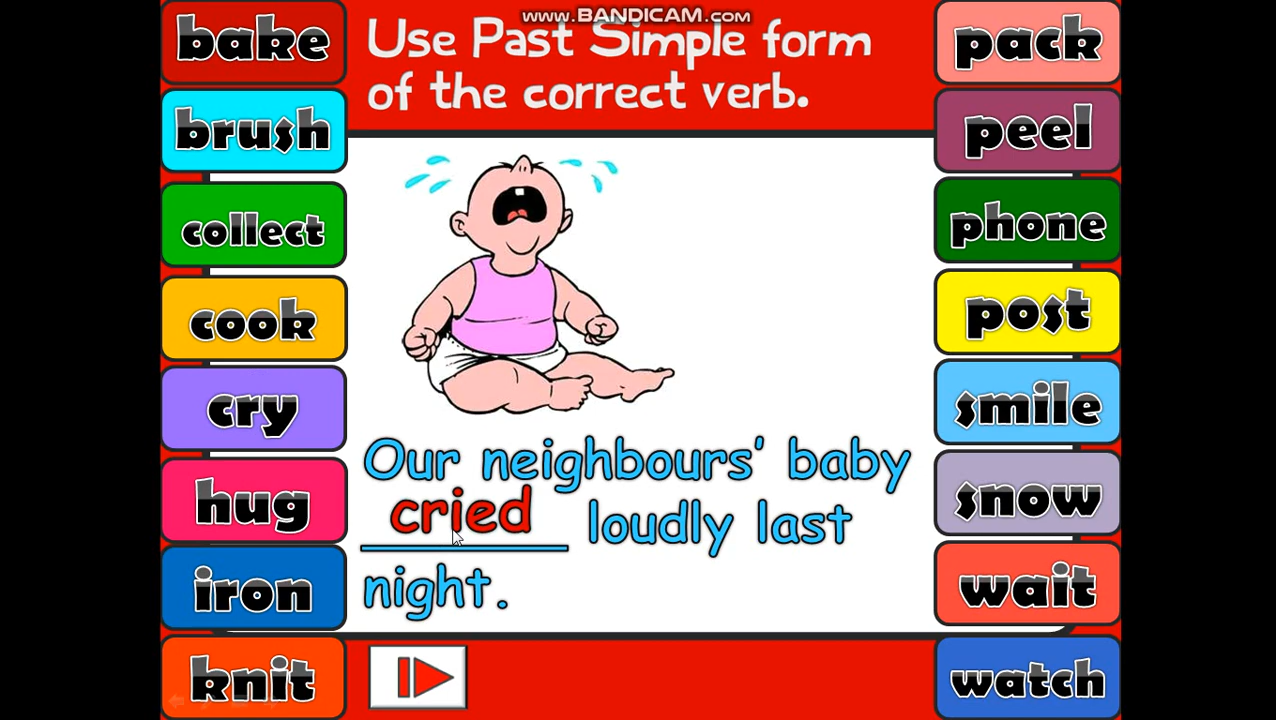 www.BANDICAM.com
Use Past Simple form
of the correct verb.
bake
brush
collect
cook
cry
hug
iron
knit
pack
peel
phone
post
smile
snow
wait
watch
Our neighbours’ baby
cried loudly last
night.